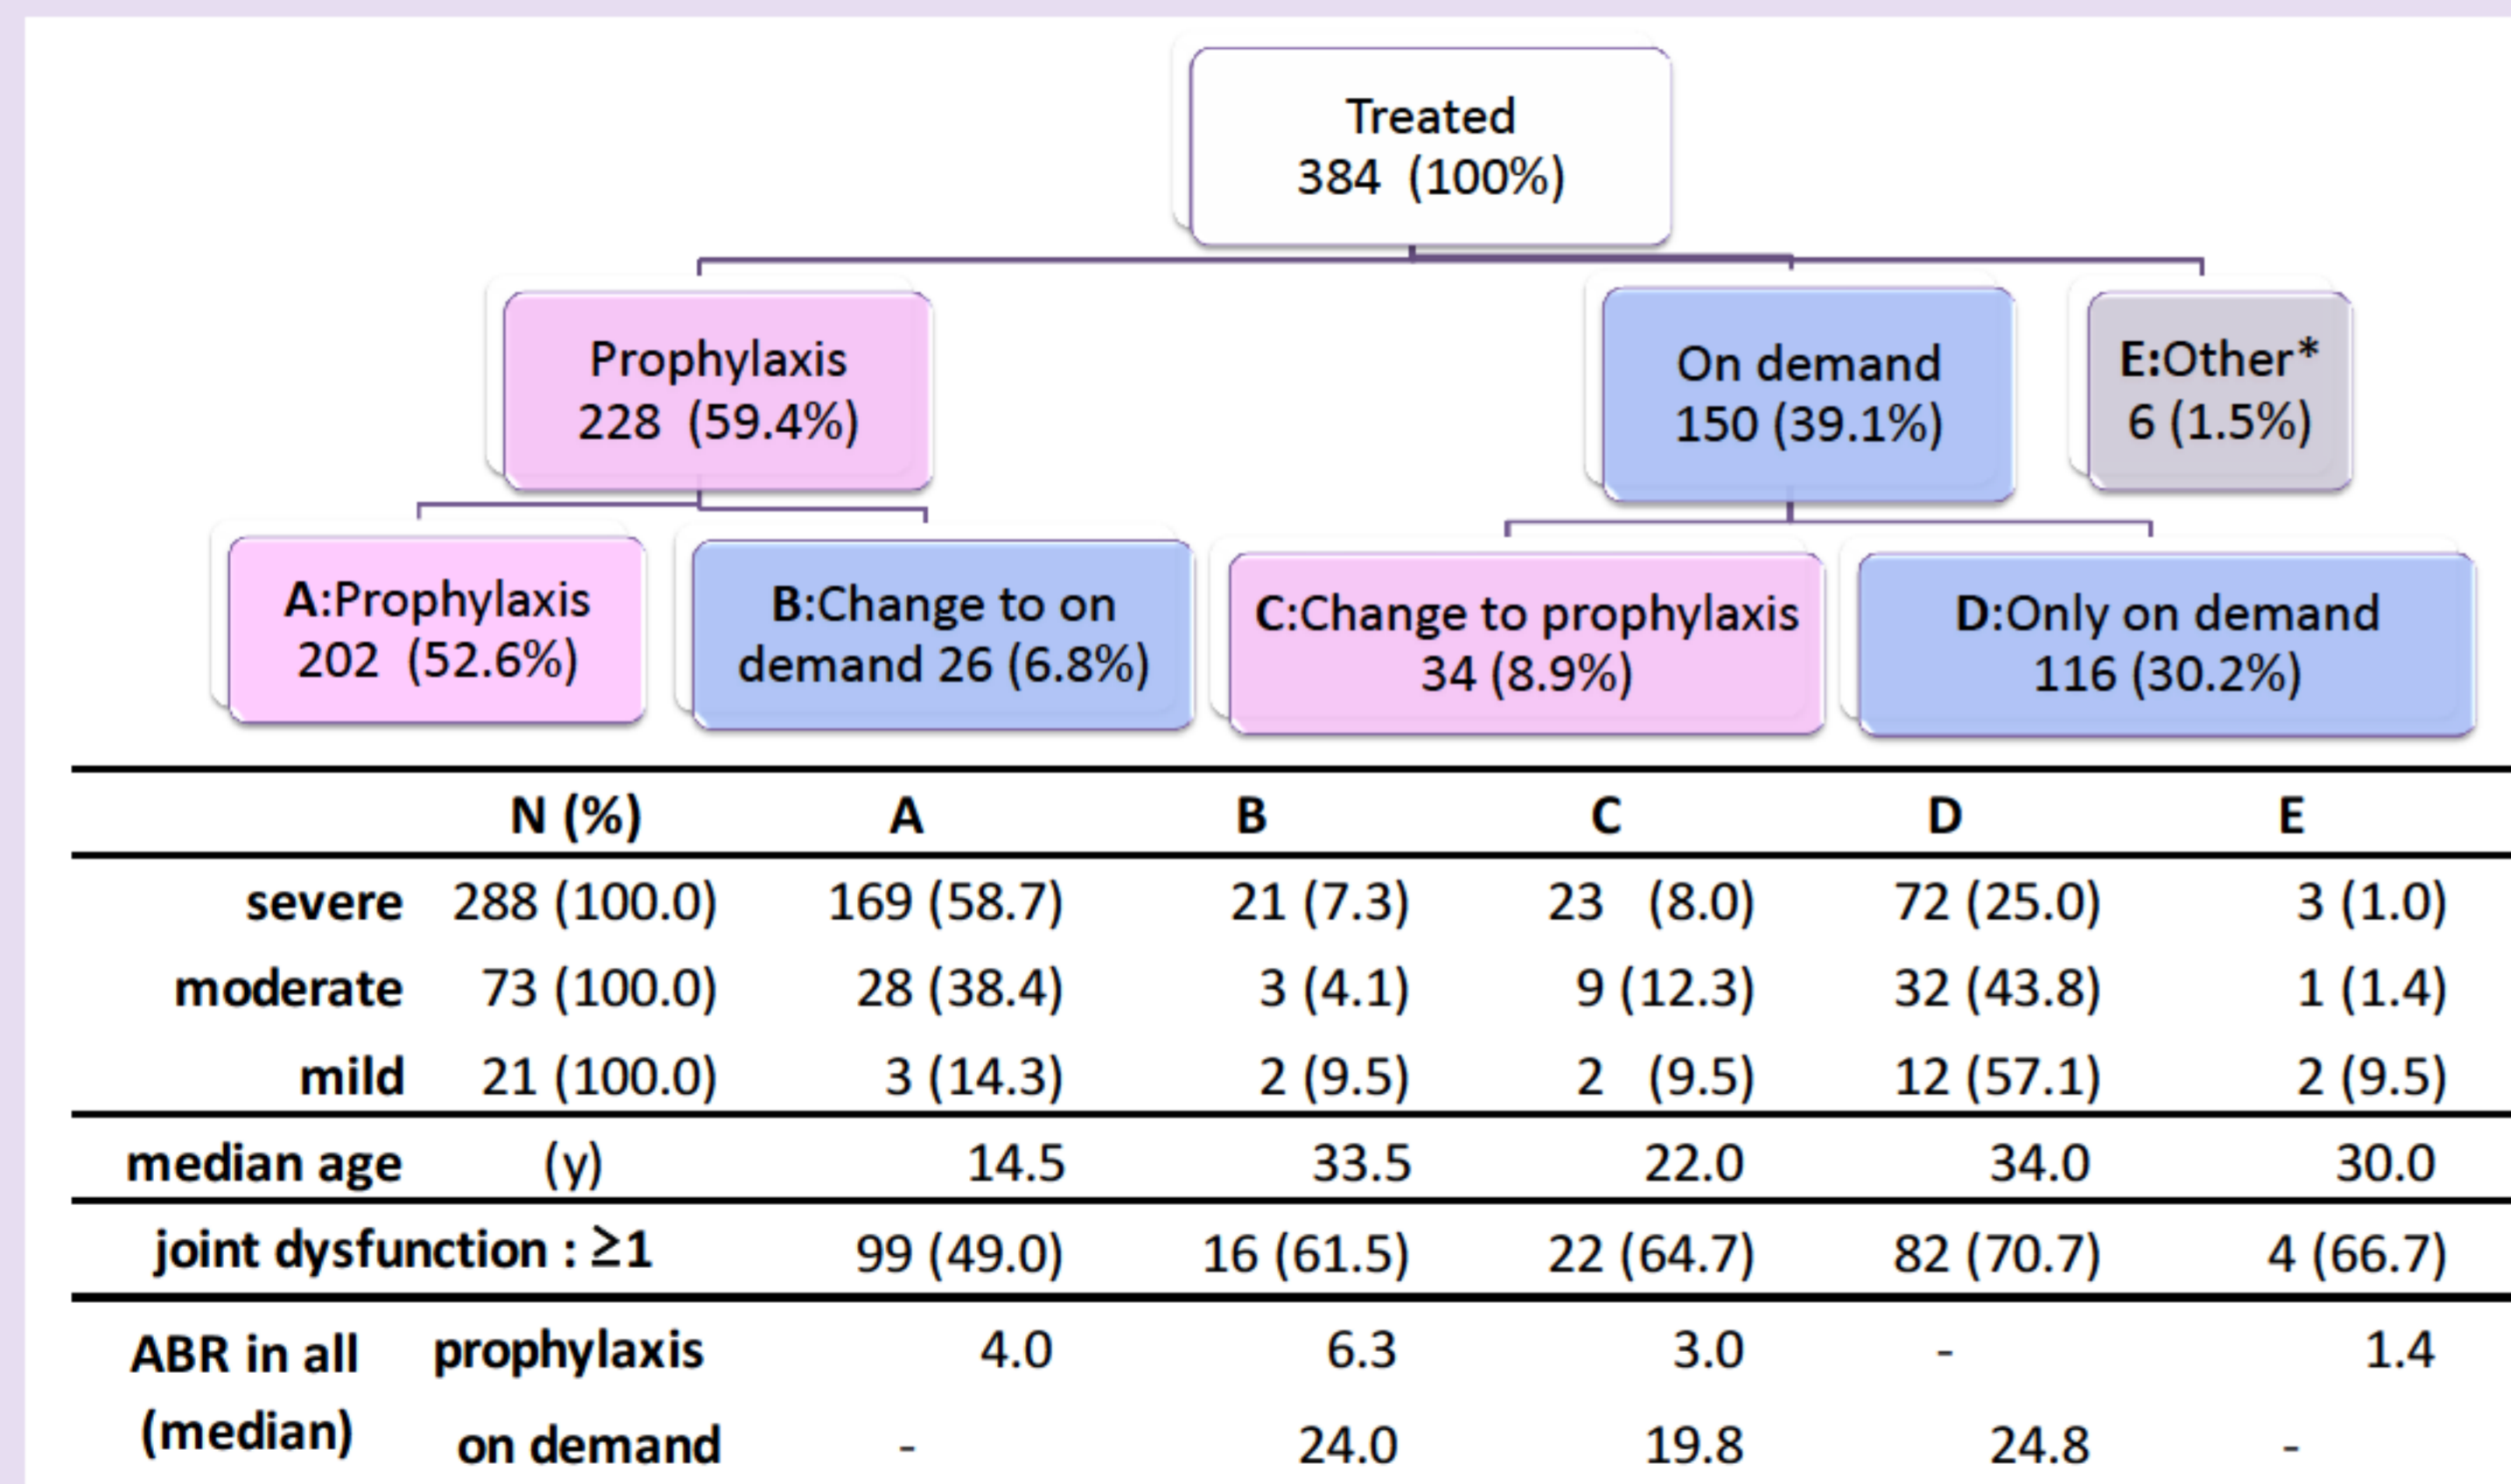 Treated
384 (100%)
Prophylaxis
228 (59.4%)
On demand
150 (39.1%)
E:Other*
6 (1.5%)
A:Prophylaxis
202 (52.6%)
B:Change to on
demand 26 (6.8%)
C:Change to prophylaxis
34 (8.9%)
D:Only on demand
116 (30.2%)
N (%) A B C D E
severe 288 (100.0) 169 (58.7) 21 (7.3) 23 (8.0) 72 (25.0) 3 (1.0)
moderate 73 (100.0) 28 (38.4) 3 (4.1) 9 (12.3) 32 (43.8) 1 (1.4)
mild 21 (100.0) 3 (14.3) 2 (9.5) 2 (9.5) 12 (57.1) 2 (9.5)
median age (y) 14.5 33.5 22.0 34.0 30.0
joint dysfunction : ≥1 99 (49.0) 16 (61.5) 22 (64.7) 82 (70.7) 4 (66.7)
ABR in all prophylaxis 4.0 6.3 3.0 - 1.4
(median) on demand - 24.0 19.8 24.8 -